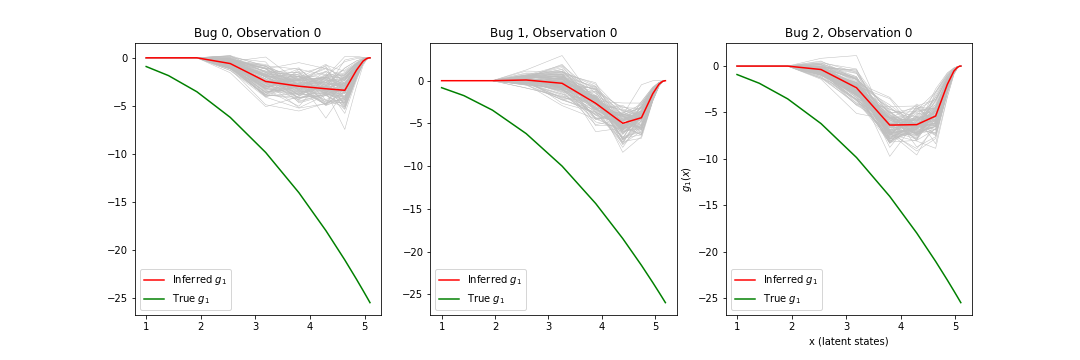 Bug 0, Observation 0
0
−5
−10
−15
−20
−25
1 2 3 4 5
Inferred g₁
True g₁
Bug 1, Observation 0
0
−5
−10
−15
−20
−25
1 2 3 4 5
Inferred g₁
True g₁
Bug 2, Observation 0
g₁(x)
0
−5
−10
−15
−20
−25
1 2 3 4 5
x (latent states)
Inferred g₁
True g₁